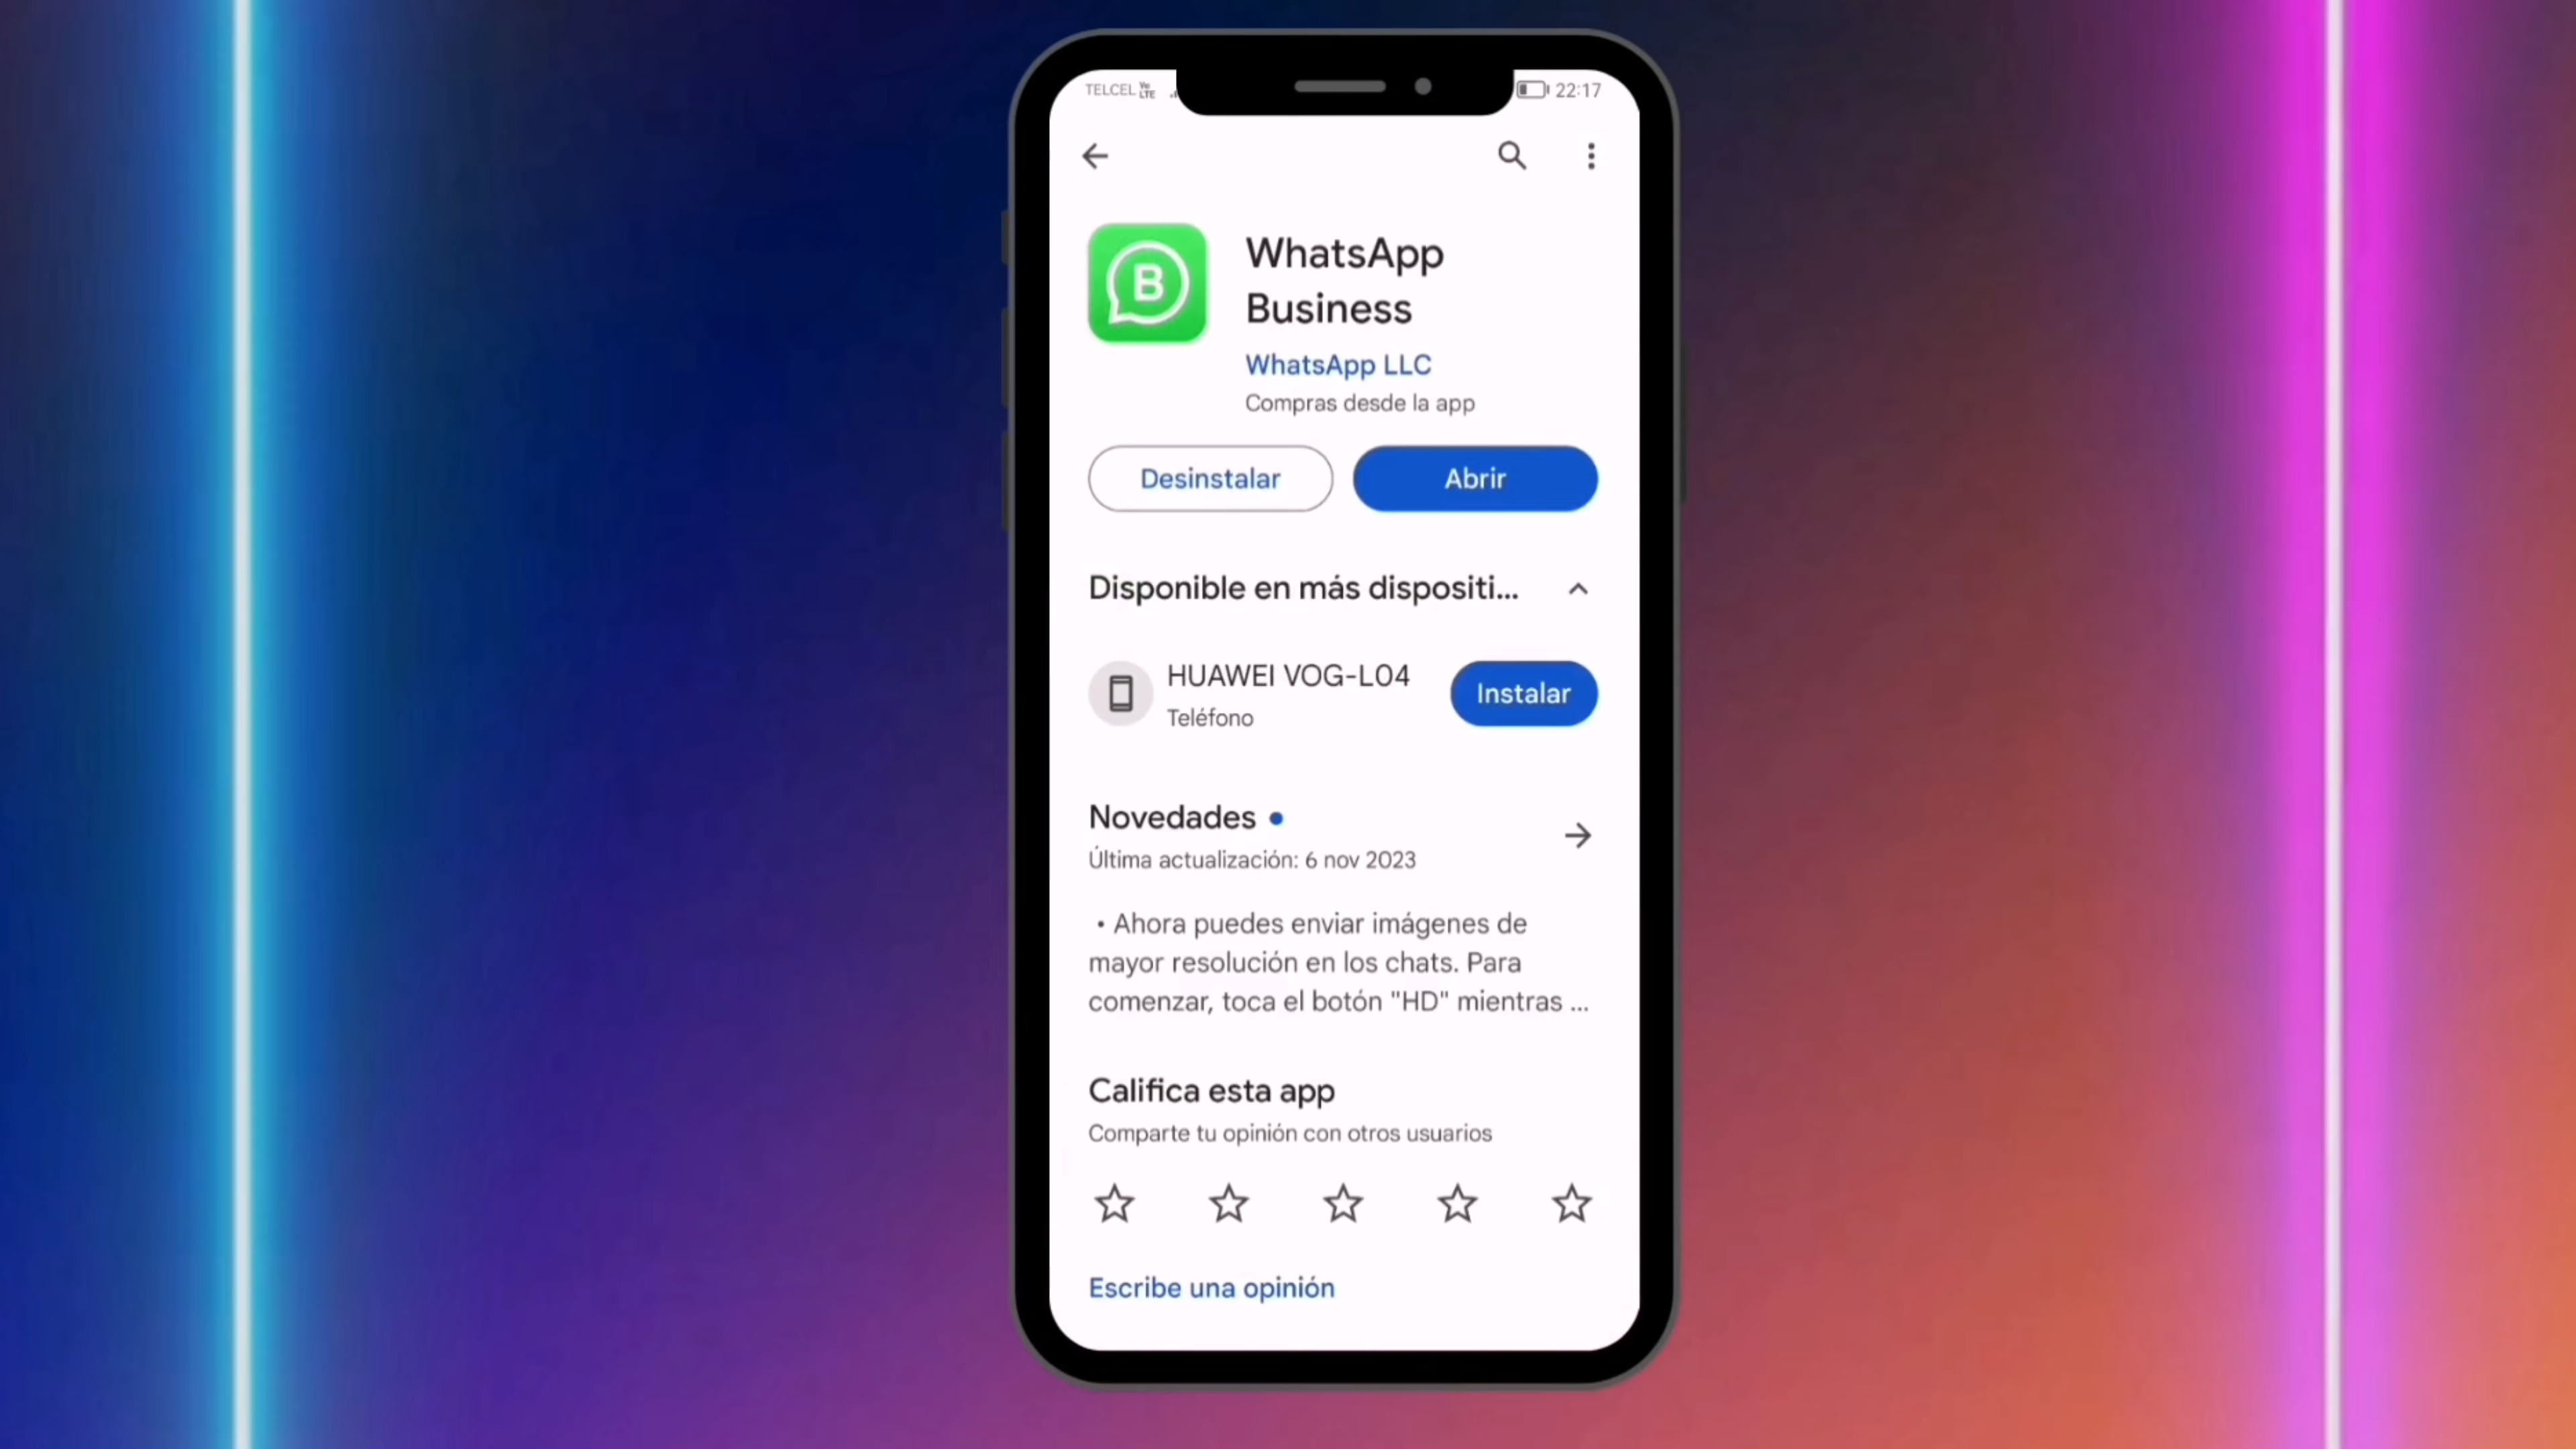 TELCEL Vo LTE
22:17
B
WhatsApp
Business
WhatsApp LLC
Compras desde la app
Desinstalar
Abrir
Disponible en más dispositi...
HUAWEI VOG-L04
Teléfono
Instalar
Novedades
Última actualización: 6 nov 2023
• Ahora puedes enviar imágenes de
mayor resolución en los chats. Para
comenzar, toca el botón "HD" mientras ...
Califica esta app
Comparte tu opinión con otros usuarios
Escribe una opinión